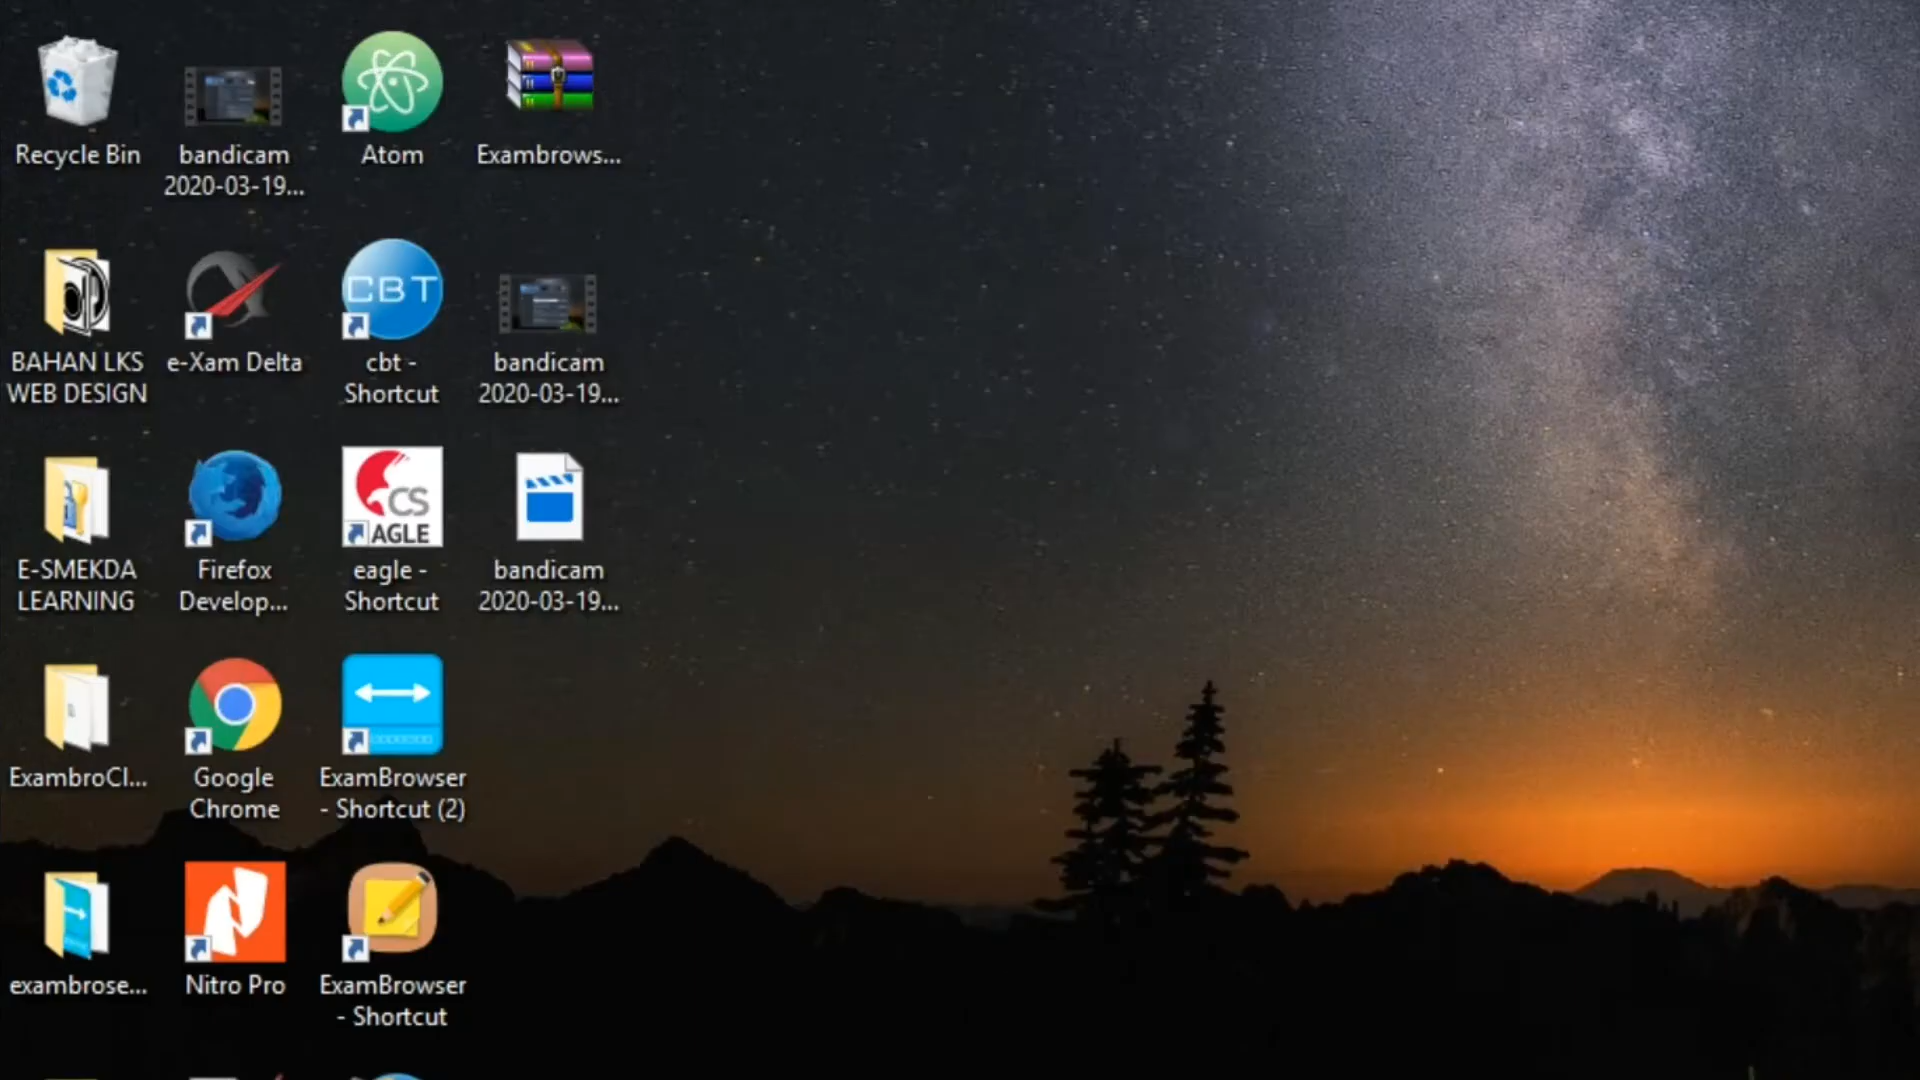 Recycle Bin
bandicam
2020-03-19...
Atom
Exambrows...
BAHAN LKS
WEB DESIGN
e-Xam Delta
CBT
cbt -
Shortcut
bandicam
2020-03-19...
E-SMEKDA
LEARNING
Firefox
Develop...
CS
AGLE
eagle -
Shortcut
bandicam
2020-03-19...
ExambroCl...
Google
Chrome
ExamBrowser
- Shortcut (2)
exambrose...
Nitro Pro
ExamBrowser
- Shortcut